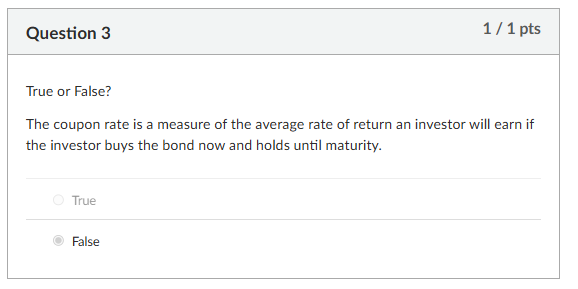 Question 3
1 / 1 pts
True or False?
The coupon rate is a measure of the average rate of return an investor will earn if
the investor buys the bond now and holds until maturity.
True
False